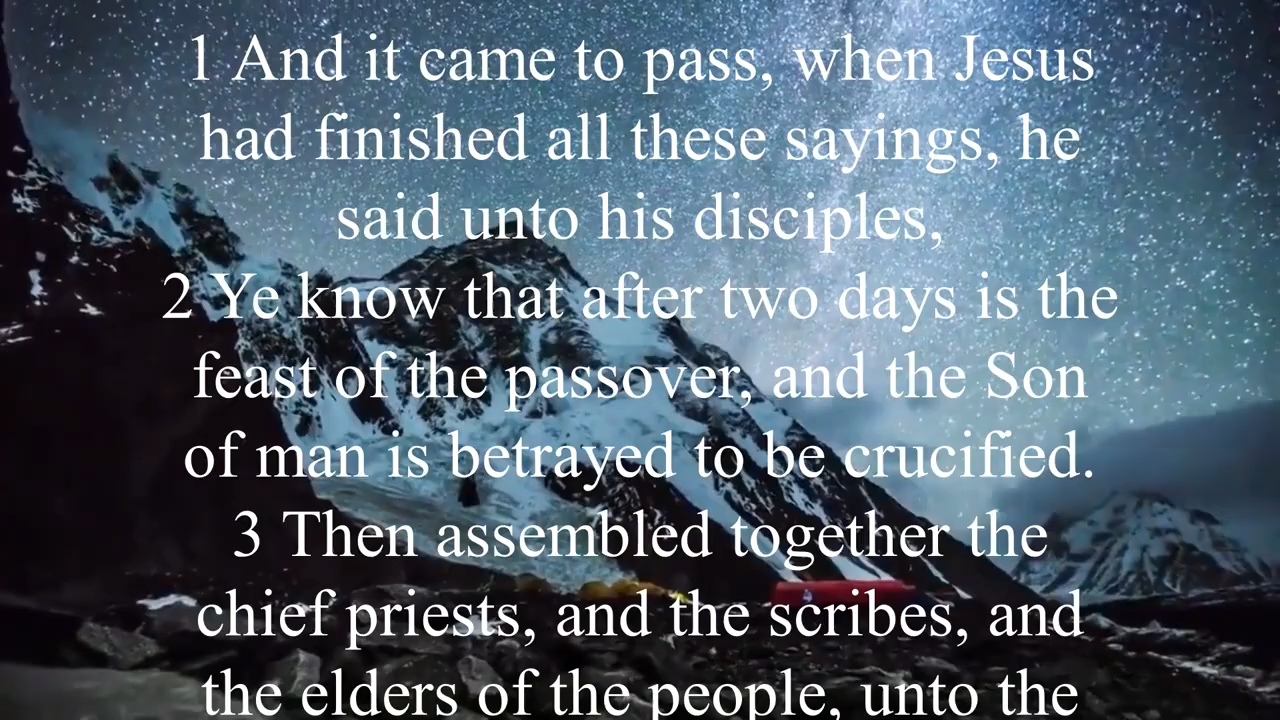 1 And it came to pass, when Jesus
had finished all these sayings, he
said unto his disciples,
2 Ye know that after two days is the
feast of the passover, and the Son
of man is betrayed to be crucified.
3 Then assembled together the
chief priests, and the scribes, and
the elders of the people, unto the